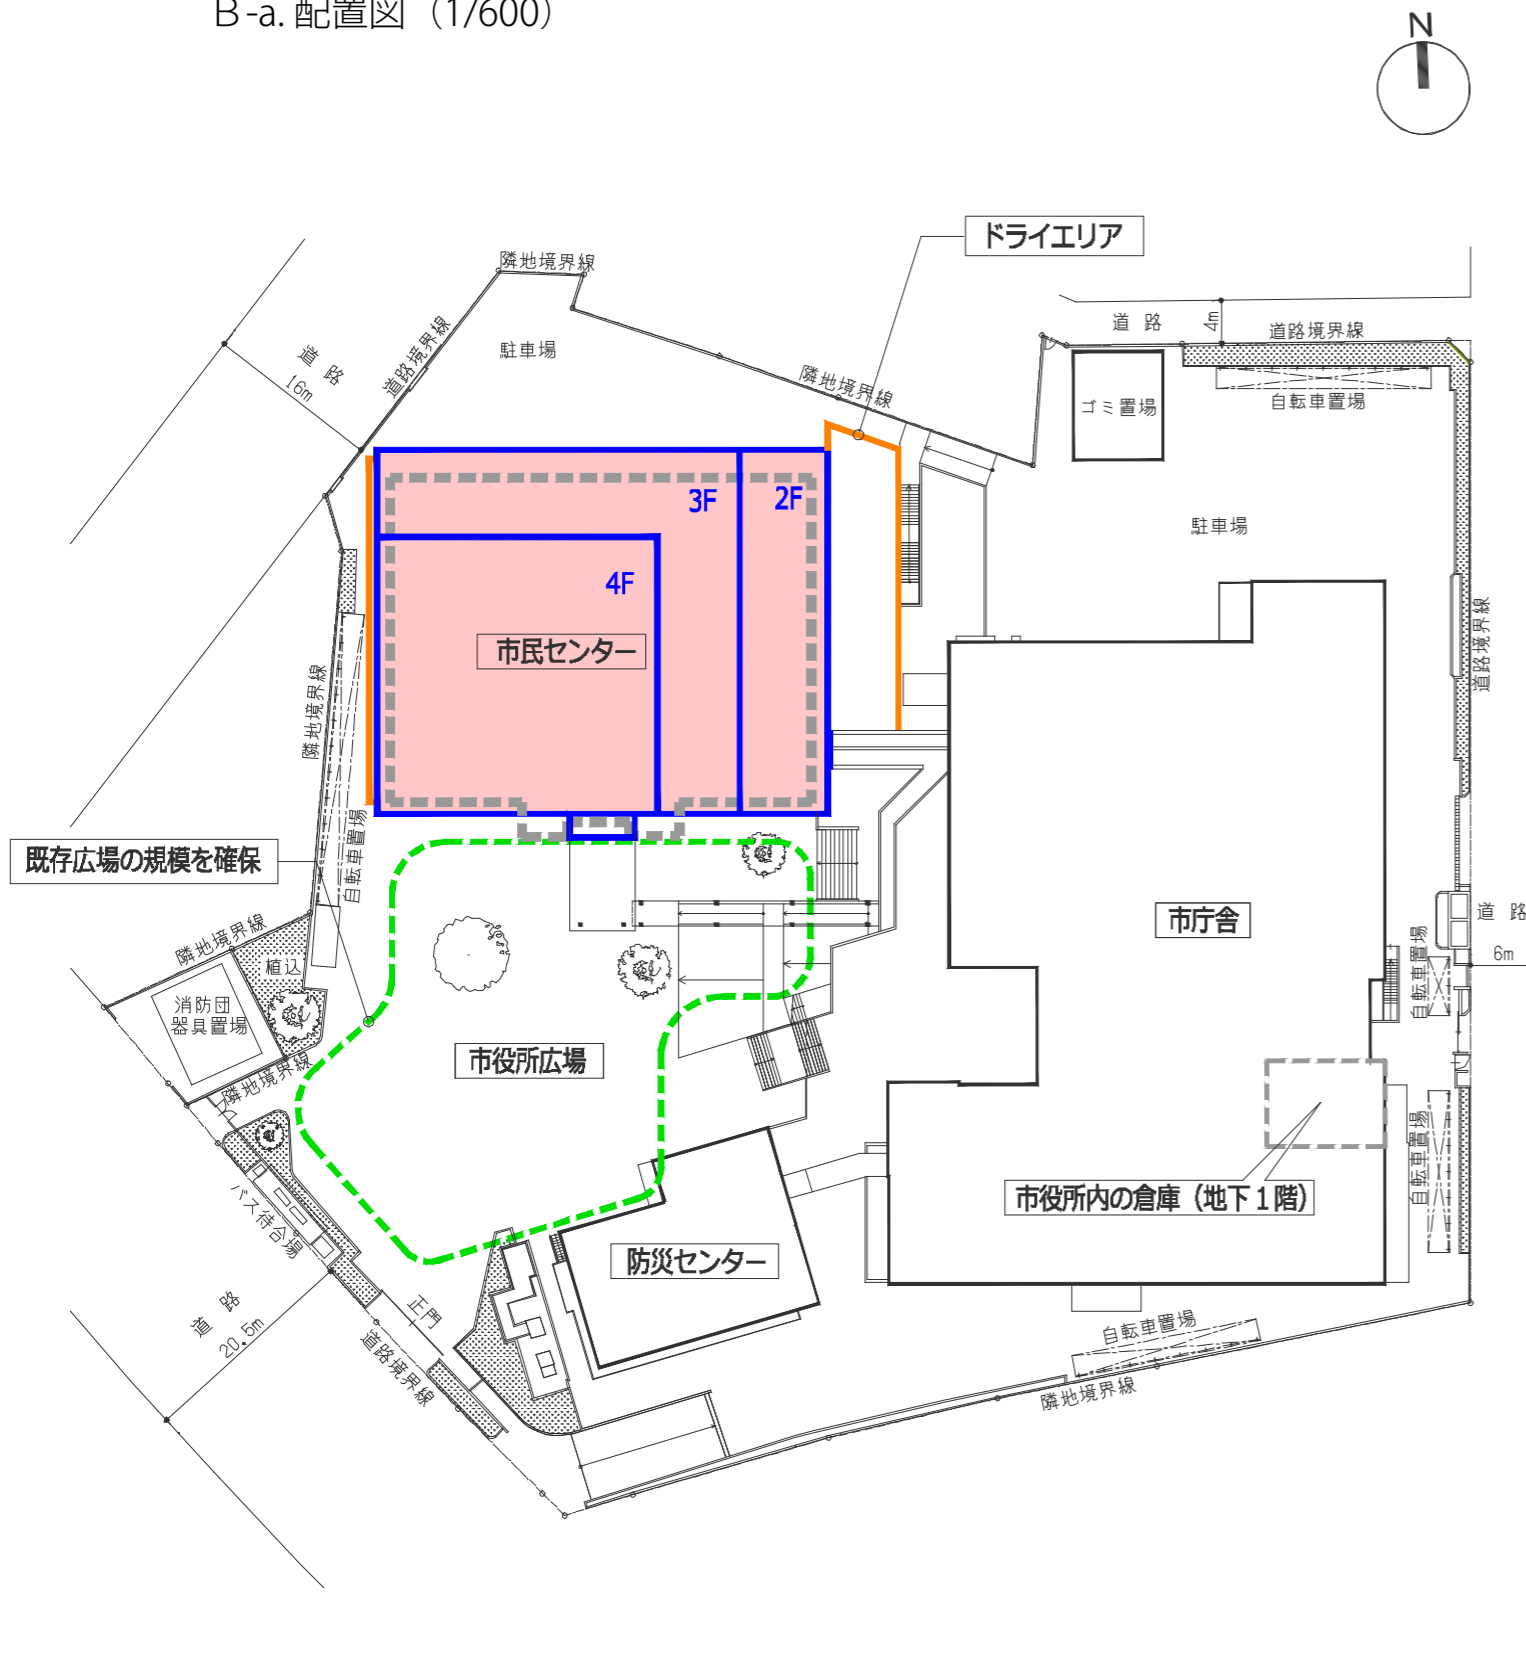 B-a. 配置図（1/600）
N
ドライエリア
隣地境界線
道 路
4m
道路境界線
道 路
16m
道路境界線
駐車場
隣地境界線
ゴミ置場
自転車置場
3F
2F
駐車場
4F
市民センター
道路境界線
隣地境界線
既存広場の規模を確保
自転車置場
市庁舎
道 路
6m
隣地境界線
植込
自転車置場
消防団
器具置場
市役所広場
隣地境界線
自転車置場
市役所内の倉庫（地下１階）
バス待合場
防災センター
道 路
20.5m
正門
道路境界線
自転車置場
隣地境界線